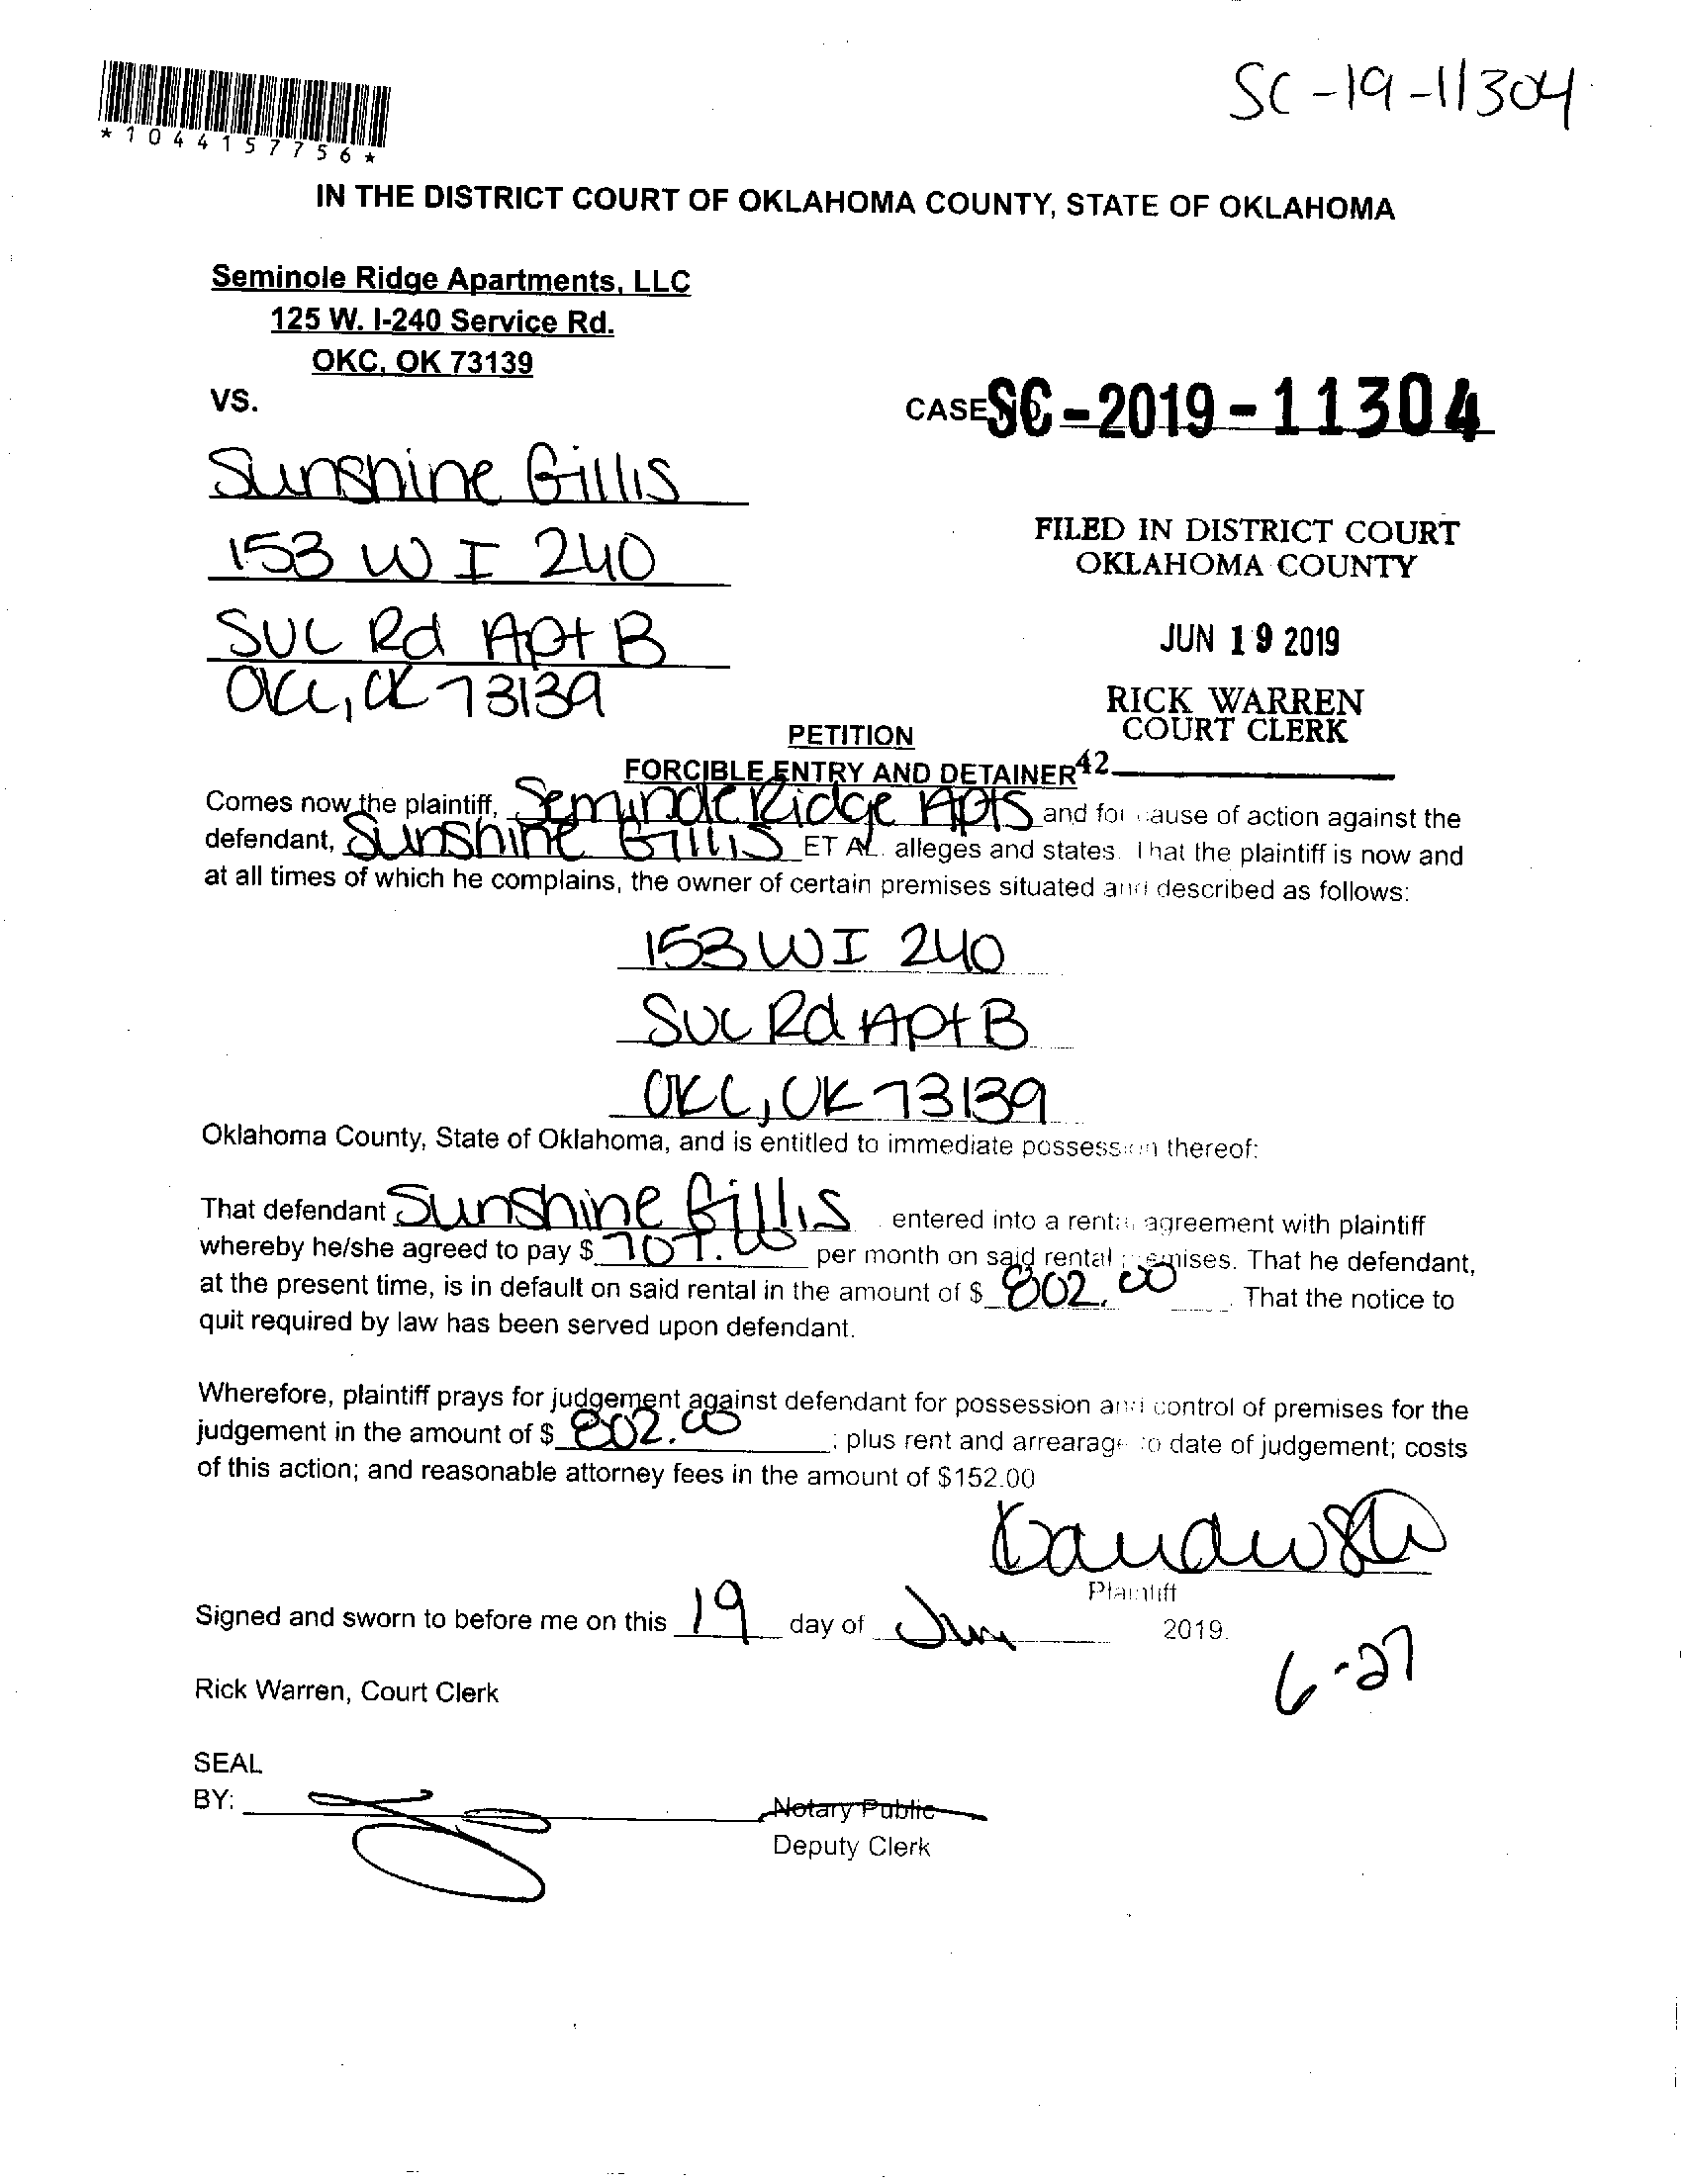 SC-19-11304
*1044157756*
IN THE DISTRICT COURT OF OKLAHOMA COUNTY, STATE OF OKLAHOMA
Seminole Ridge Apartments, LLC
125 W. I-240 Service Rd.
OKC, OK 73139
VS.
CASE SC-2019-11304
Sunshine Gillis
153 W I 240
SVC Rd Apt B
OKC, OK 73139
FILED IN DISTRICT COURT
OKLAHOMA COUNTY
JUN 19 2019
RICK WARREN
COURT CLERK
42
PETITION
FORCIBLE ENTRY AND DETAINER
Comes now the plaintiff, Seminole Ridge Apts and for cause of action against the
defendant, Sunshine Gillis ET AL. alleges and states. That the plaintiff is now and
at all times of which he complains, the owner of certain premises situated and described as follows:
153 W I 240
SVC Rd Apt B
OKC, OK 73139
Oklahoma County, State of Oklahoma, and is entitled to immediate possession thereof:
That defendant Sunshine Gillis entered into a rental agreement with plaintiff
whereby he/she agreed to pay $ 707.00 per month on said rental premises. That he defendant,
at the present time, is in default on said rental in the amount of $ 802.00. That the notice to
quit required by law has been served upon defendant.
Wherefore, plaintiff prays for judgement against defendant for possession and control of premises for the
judgement in the amount of $ 802.00; plus rent and arrearage to date of judgement; costs
of this action; and reasonable attorney fees in the amount of $152.00
Plaintiff
Signed and sworn to before me on this 19 day of Jun 2019.
6-27
Rick Warren, Court Clerk
SEAL
BY:
Notary Public
Deputy Clerk